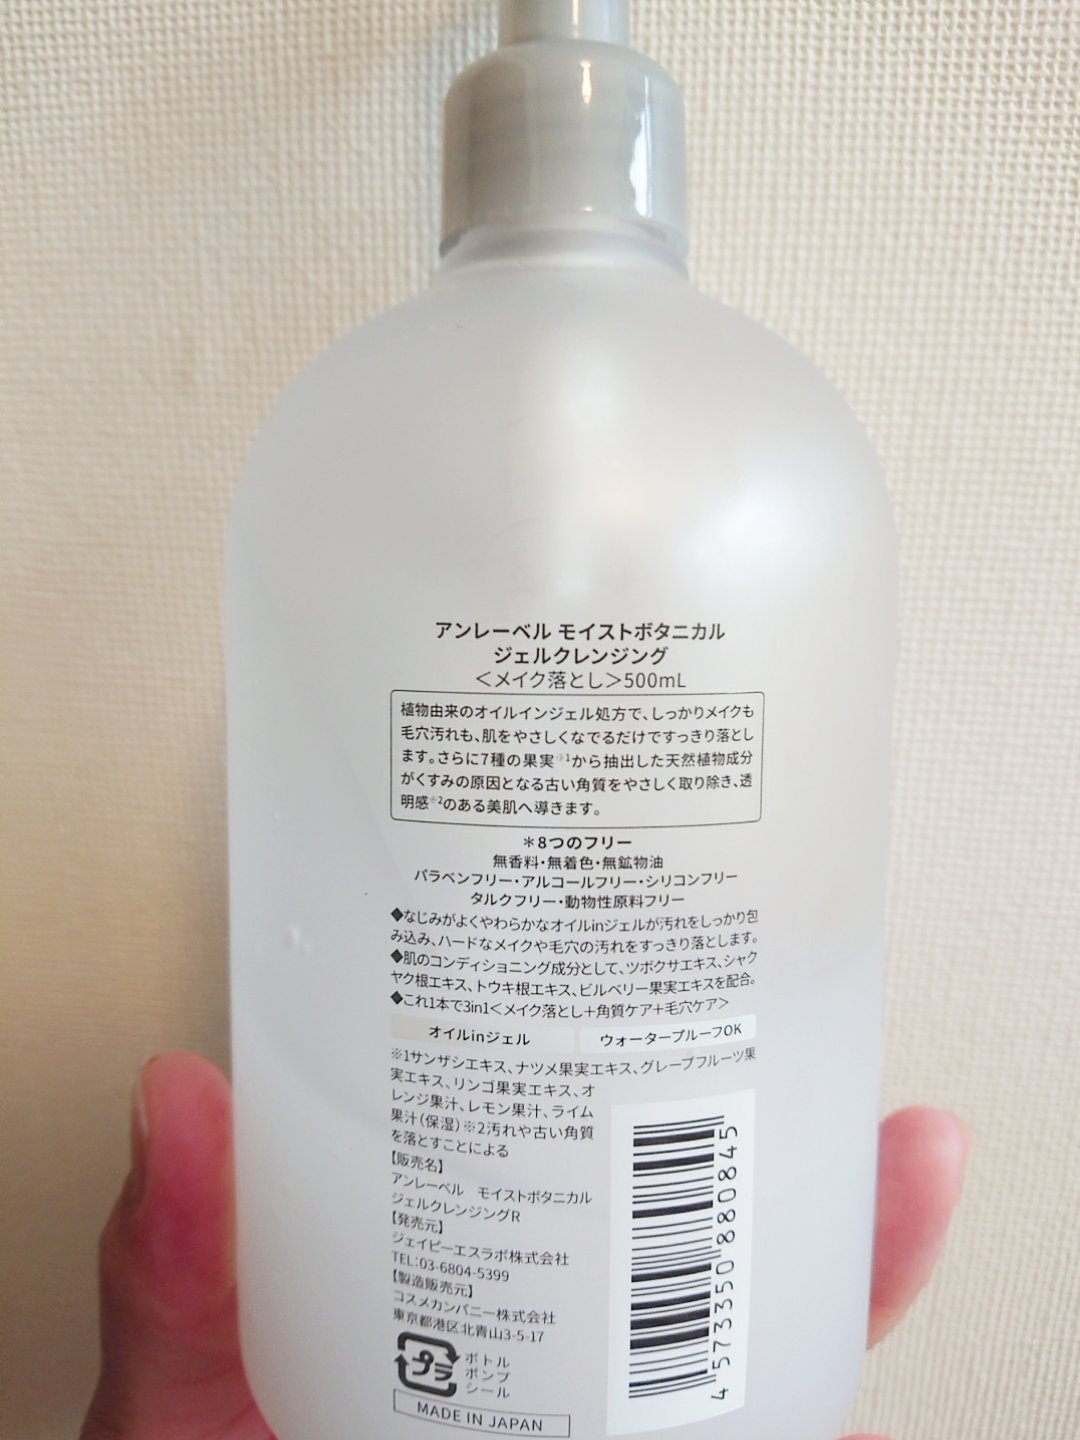 アンレーベル モイストボタニカル
ジェルクレンジング
＜メイク落とし＞500mL
植物由来のオイルインジェル処方で、しっかりメイクも
毛穴汚れも、肌をやさしくなでるだけですっきり落とし
ます。さらに7種の果実※1から抽出した天然植物成分
がくすみの原因となる古い角質をやさしく取り除き、透
明感※2のある美肌へ導きます。
＊8つのフリー
無香料・無着色・無鉱物油
パラベンフリー・アルコールフリー・シリコンフリー
タルクフリー・動物性原料フリー
◆なじみがよくやわらかなオイルinジェルが汚れをしっかり包
み込み、ハードなメイクや毛穴の汚れをすっきり落とします。
◆肌のコンディショニング成分として、ツボクサエキス、シャク
ヤク根エキス、トウキ根エキス、ビルベリー果実エキスを配合。
◆これ1本で3in1＜メイク落とし＋角質ケア＋毛穴ケア＞
オイルinジェル ウォータープルーフOK
※1サンザシエキス、ナツメ果実エキス、グレープフルーツ果
実エキス、リンゴ果実エキス、オ
レンジ果汁、レモン果汁、ライム
果汁（保湿）※2汚れや古い角質
を落とすことによる
【販売名】
アンレーベル　モイストボタニカル
ジェルクレンジングR
【発売元】
ジェイピーエスラボ株式会社
TEL:03-6804-5399
【製造販売元】
コスメカンパニー株式会社
東京都港区北青山3-5-17
プラ
ボトル
ポンプ
シール
MADE IN JAPAN
4573350880845